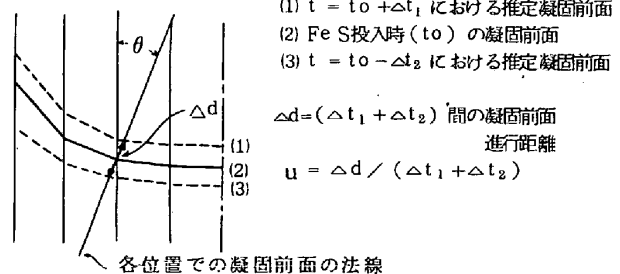 (1) t = to +△t₁ における推定凝固前面
(2) Fe S投入時 (to) の凝固前面
(3) t = to-△t₂ における推定凝固前面
θ
△d
△d=(△t₁+△t₂) 間の凝固前面
進行距離
(1)
(2)
(3)
u = △d / (△t₁+△t₂)
各位置での凝固前面の法線